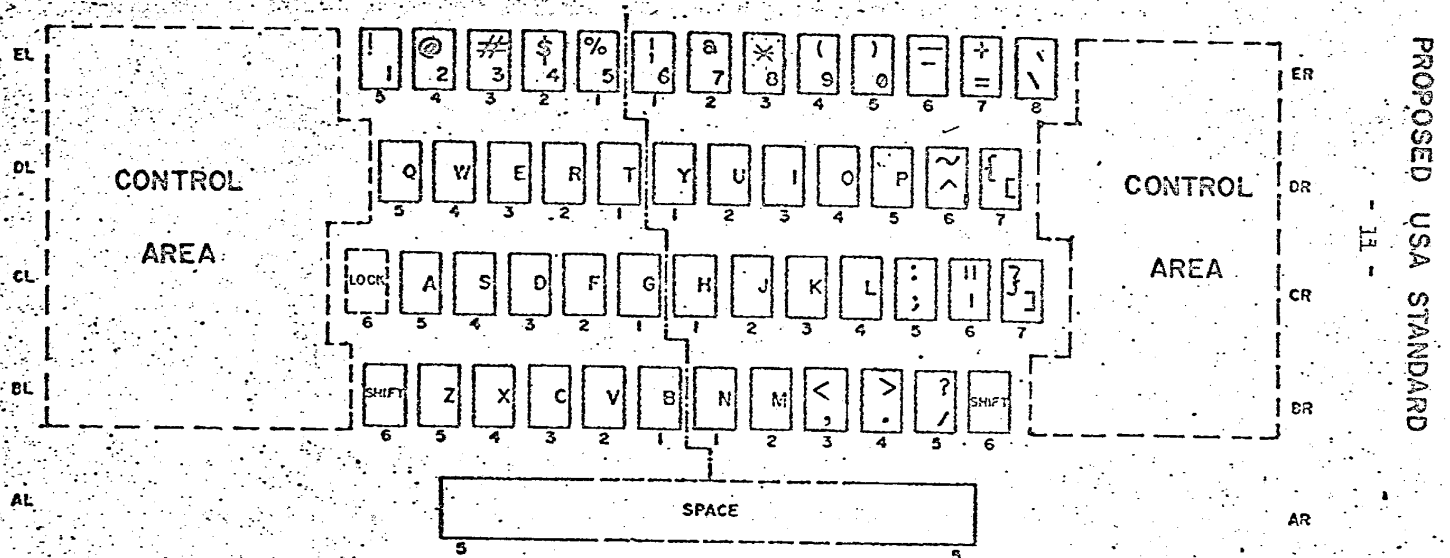 EL ! 1 @ 2 # 3 $ 4 % 5 ¦ 6 & 7 * 8 ( 9 ) 0 _ - + = ` \ ER
5 4 3 2 1 1 2 3 4 5 6 7 8
DL Q W E R T Y U I O P ~ ^ { [ DR
5 4 3 2 1 1 2 3 4 5 6 7
CONTROL AREA
CONTROL AREA
CL LOCK A S D F G H J K L : ; " ' } ] CR
6 5 4 3 2 1 1 2 3 4 5 6 7
BL SHIFT Z X C V B N M < , > . ? / SHIFT BR
6 5 4 3 2 1 1 2 3 4 5 6
AL SPACE AR
5 5
PROPOSED USA STANDARD
- 13 -